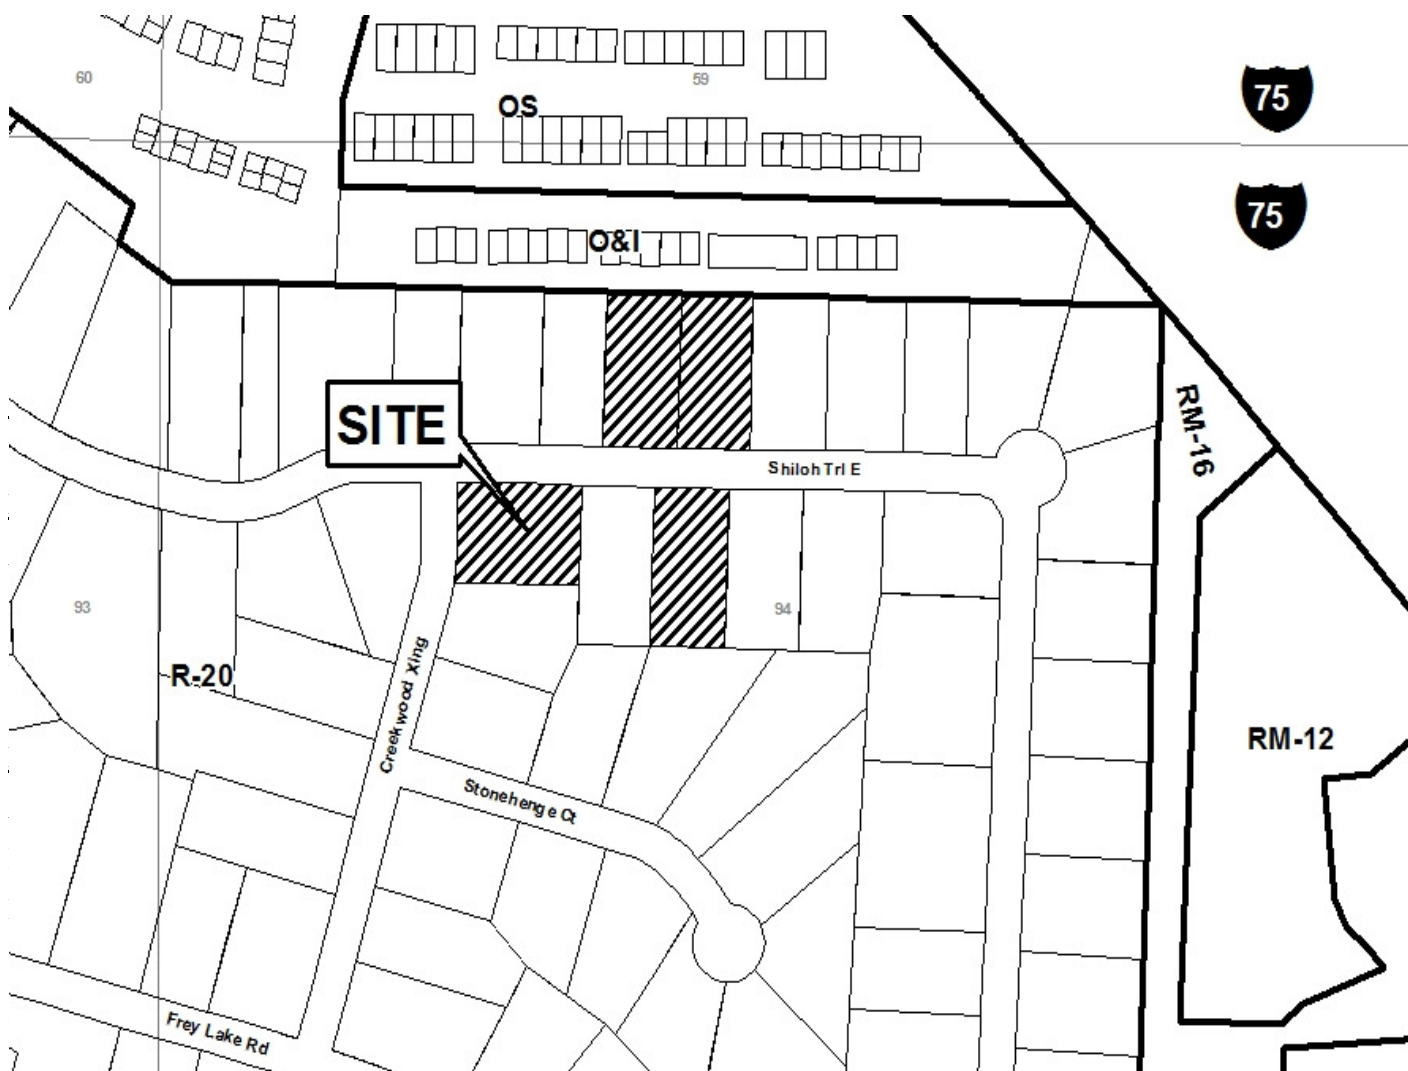 60
59
75
OS
75
O&I
RM-16
SITE
Shiloh Trl E
93
94
R-20
Creekwood Xing
RM-12
Stonehenge Ct
Frey Lake Rd